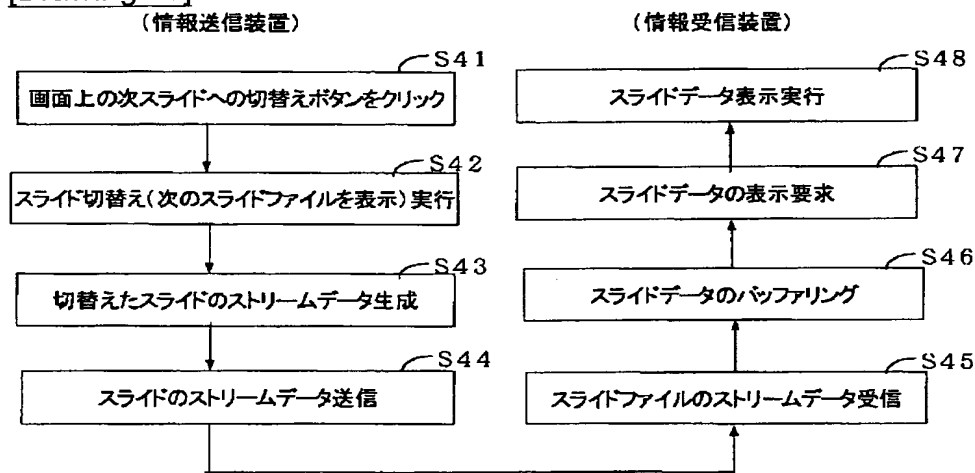 （情報送信装置）
S41
画面上の次スライドへの切替えボタンをクリック
S42
スライド切替え（次のスライドファイルを表示）実行
S43
切替えたスライドのストリームデータ生成
S44
スライドのストリームデータ送信
（情報受信装置）
S48
スライドデータ表示実行
S47
スライドデータの表示要求
S46
スライドデータのバッファリング
S45
スライドファイルのストリームデータ受信